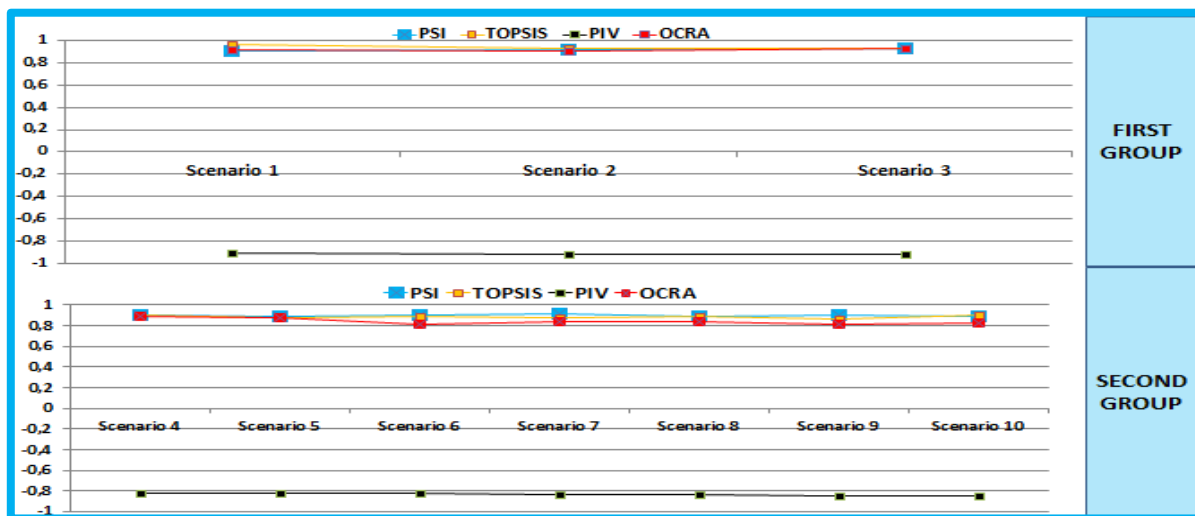 PSI TOPSIS PIV OCRA
1
0,8
0,6
0,4
0,2
0
-0,2
-0,4
-0,6
-0,8
-1
Scenario 1 Scenario 2 Scenario 3
FIRST
GROUP
PSI TOPSIS PIV OCRA
1
0,8
0,6
0,4
0,2
0
-0,2
-0,4
-0,6
-0,8
-1
Scenario 4 Scenario 5 Scenario 6 Scenario 7 Scenario 8 Scenario 9 Scenario 10
SECOND
GROUP